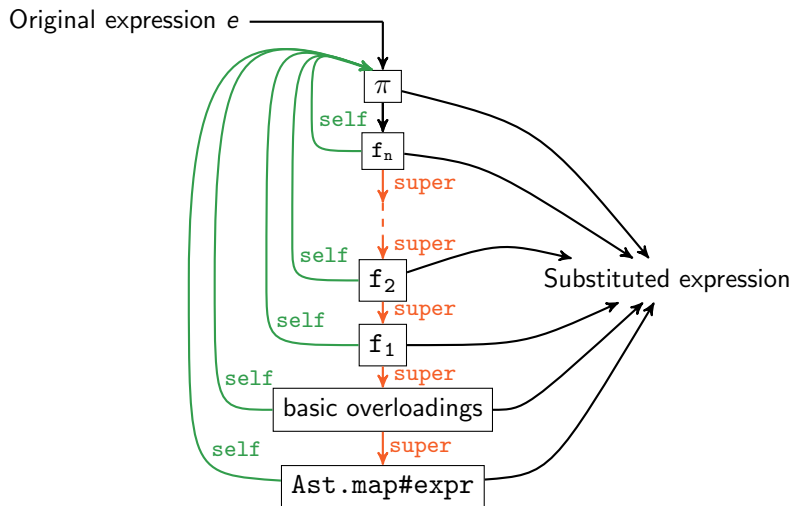 Original expression e
π
self
fn
super
super
self
f2
Substituted expression
super
self
f1
super
self
basic overloadings
super
self
Ast.map#expr